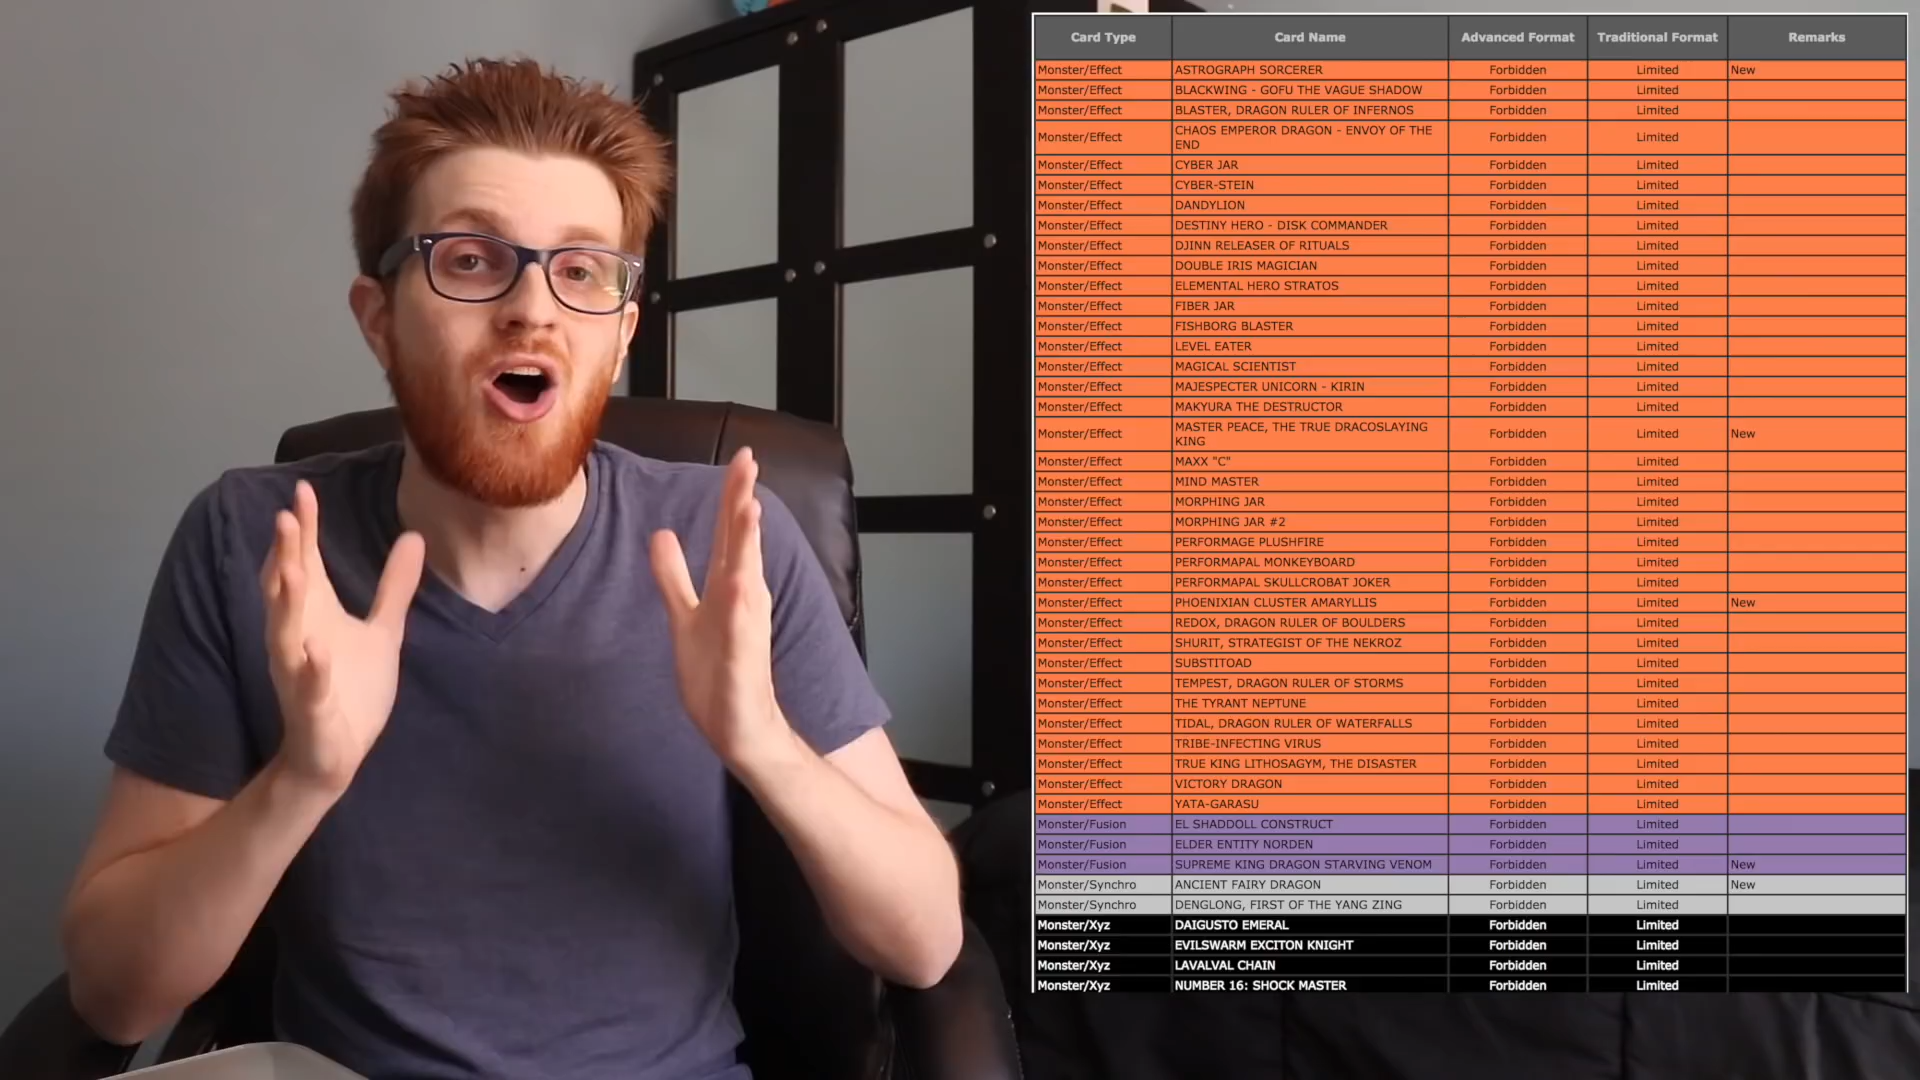 Card Type Card Name Advanced Format Traditional Format Remarks
Monster/Effect ASTROGRAPH SORCERER Forbidden Limited New
Monster/Effect BLACKWING - GOFU THE VAGUE SHADOW Forbidden Limited
Monster/Effect BLASTER, DRAGON RULER OF INFERNOS Forbidden Limited
Monster/Effect CHAOS EMPEROR DRAGON - ENVOY OF THE
END Forbidden Limited
Monster/Effect CYBER JAR Forbidden Limited
Monster/Effect CYBER-STEIN Forbidden Limited
Monster/Effect DANDYLION Forbidden Limited
Monster/Effect DESTINY HERO - DISK COMMANDER Forbidden Limited
Monster/Effect DJINN RELEASER OF RITUALS Forbidden Limited
Monster/Effect DOUBLE IRIS MAGICIAN Forbidden Limited
Monster/Effect ELEMENTAL HERO STRATOS Forbidden Limited
Monster/Effect FIBER JAR Forbidden Limited
Monster/Effect FISHBORG BLASTER Forbidden Limited
Monster/Effect LEVEL EATER Forbidden Limited
Monster/Effect MAGICAL SCIENTIST Forbidden Limited
Monster/Effect MAJESPECTER UNICORN - KIRIN Forbidden Limited
Monster/Effect MAKYURA THE DESTRUCTOR Forbidden Limited
Monster/Effect MASTER PEACE, THE TRUE DRACOSLAYING
KING Forbidden Limited New
Monster/Effect MAXX "C" Forbidden Limited
Monster/Effect MIND MASTER Forbidden Limited
Monster/Effect MORPHING JAR Forbidden Limited
Monster/Effect MORPHING JAR #2 Forbidden Limited
Monster/Effect PERFORMAGE PLUSHFIRE Forbidden Limited
Monster/Effect PERFORMAPAL MONKEYBOARD Forbidden Limited
Monster/Effect PERFORMAPAL SKULLCROBAT JOKER Forbidden Limited
Monster/Effect PHOENIXIAN CLUSTER AMARYLLIS Forbidden Limited New
Monster/Effect REDOX, DRAGON RULER OF BOULDERS Forbidden Limited
Monster/Effect SHURIT, STRATEGIST OF THE NEKROZ Forbidden Limited
Monster/Effect SUBSTITOAD Forbidden Limited
Monster/Effect TEMPEST, DRAGON RULER OF STORMS Forbidden Limited
Monster/Effect THE TYRANT NEPTUNE Forbidden Limited
Monster/Effect TIDAL, DRAGON RULER OF WATERFALLS Forbidden Limited
Monster/Effect TRIBE-INFECTING VIRUS Forbidden Limited
Monster/Effect TRUE KING LITHOSAGYM, THE DISASTER Forbidden Limited
Monster/Effect VICTORY DRAGON Forbidden Limited
Monster/Effect YATA-GARASU Forbidden Limited
Monster/Fusion EL SHADDOLL CONSTRUCT Forbidden Limited
Monster/Fusion ELDER ENTITY NORDEN Forbidden Limited
Monster/Fusion SUPREME KING DRAGON STARVING VENOM Forbidden Limited New
Monster/Synchro ANCIENT FAIRY DRAGON Forbidden Limited New
Monster/Synchro DENGLONG, FIRST OF THE YANG ZING Forbidden Limited
Monster/Xyz DAIGUSTO EMERAL Forbidden Limited
Monster/Xyz EVILSWARM EXCITON KNIGHT Forbidden Limited
Monster/Xyz LAVALVAL CHAIN Forbidden Limited
Monster/Xyz NUMBER 16: SHOCK MASTER Forbidden Limited